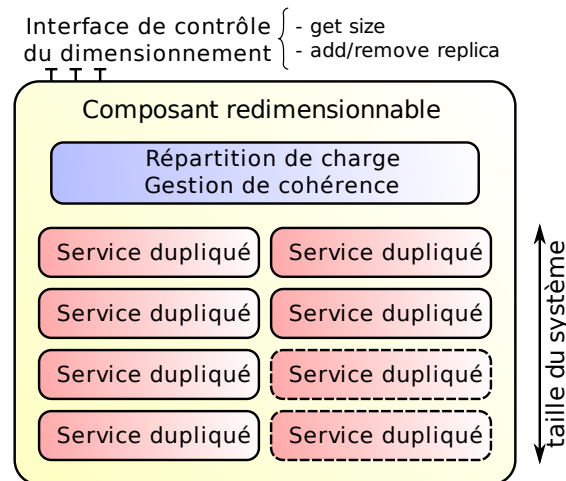 Interface de contrôle
du dimensionnement
- get size
- add/remove replica
Composant redimensionnable
Répartition de charge
Gestion de cohérence
Service dupliqué
Service dupliqué
Service dupliqué
Service dupliqué
Service dupliqué
Service dupliqué
Service dupliqué
Service dupliqué
taille du système